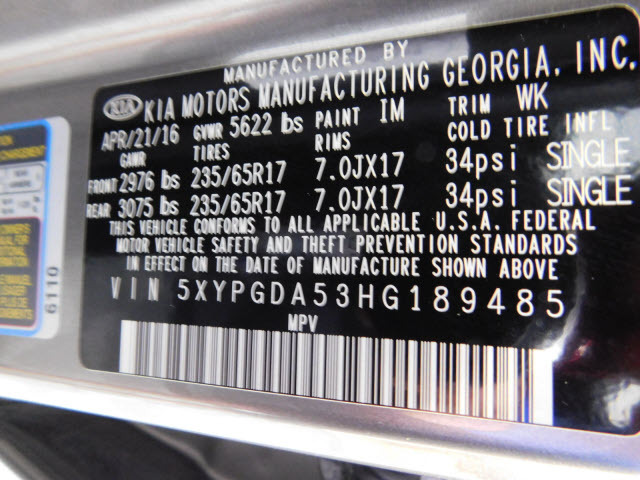 MANUFACTURED BY
KIA KIA MOTORS MANUFACTURING GEORGIA, INC.
APR/21/16 GVWR 5622 lbs PAINT IM TRIM WK
GAWR TIRES RIMS COLD TIRE INFL
FRONT 2976 lbs 235/65R17 7.0JX17 34psi SINGLE
REAR 3075 lbs 235/65R17 7.0JX17 34psi SINGLE
THIS VEHICLE CONFORMS TO ALL APPLICABLE U.S.A. FEDERAL
MOTOR VEHICLE SAFETY AND THEFT PREVENTION STANDARDS
IN EFFECT ON THE DATE OF MANUFACTURE SHOWN ABOVE
VIN 5XYPGDA53HG189485
MPV
6110